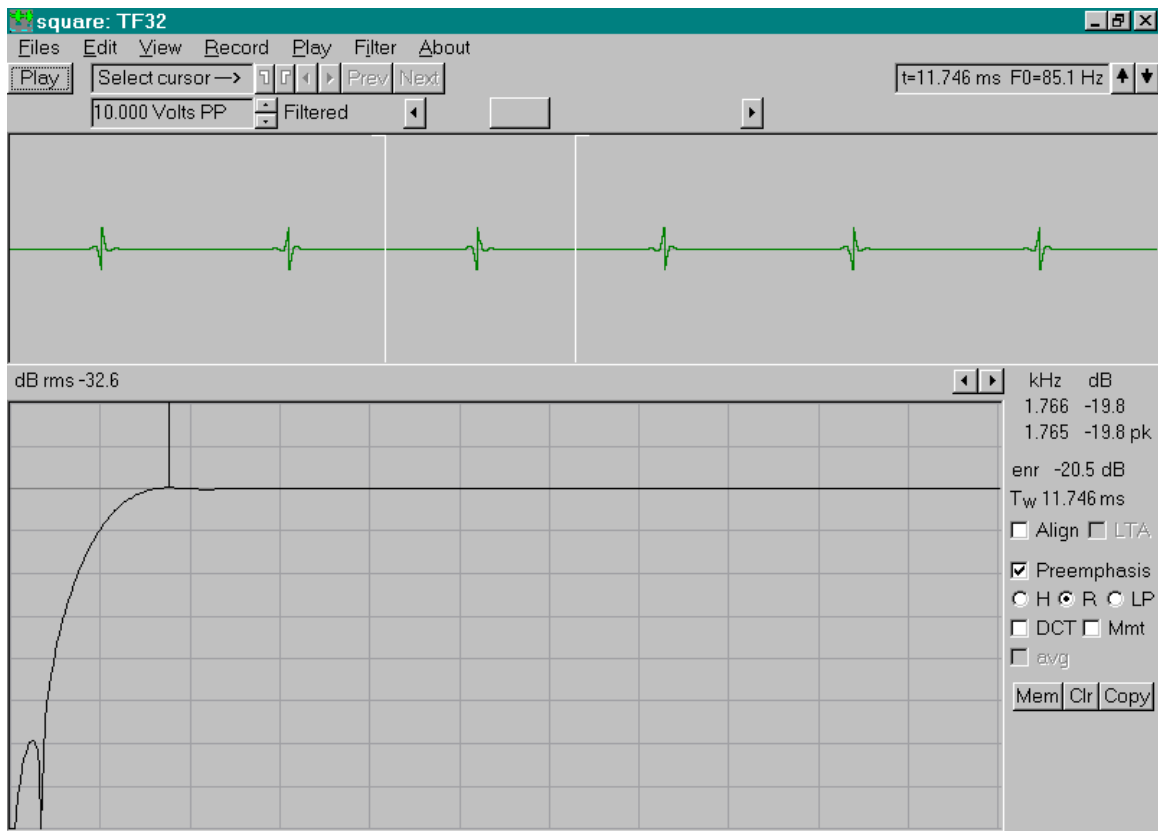 square: TF32
Files Edit View Record Play Filter About
Play Select cursor —> Prev Next t=11.746 ms F0=85.1 Hz
10.000 Volts PP Filtered
dB rms -32.6
kHz dB
1.766 -19.8
1.765 -19.8 pk
enr -20.5 dB
TW 11.746 ms
Align LTA
Preemphasis
H R LP
DCT Mmt
avg
Mem Clr Copy